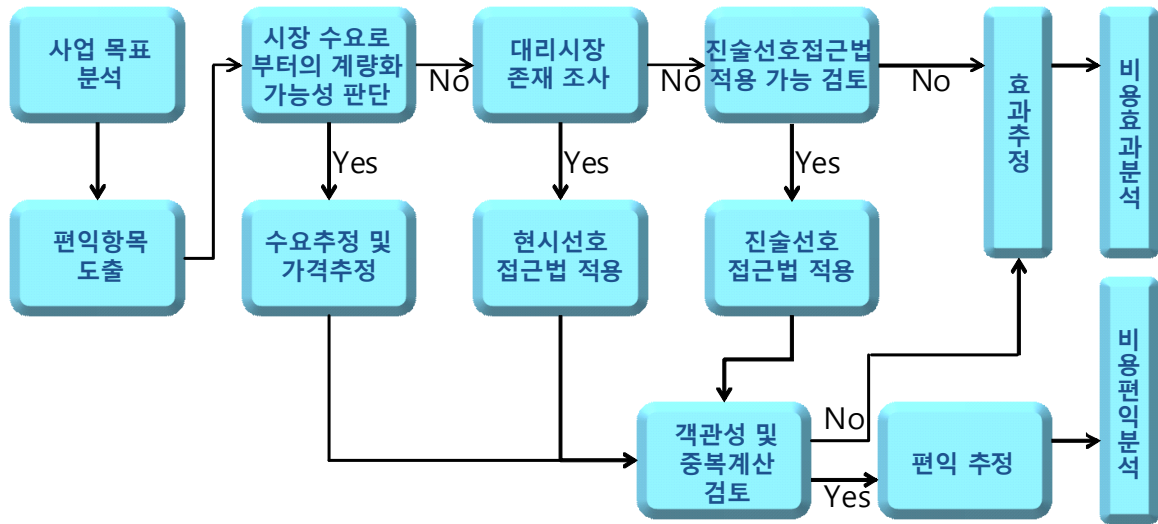 사업 목표
분석
시장 수요로
부터의 계량화
가능성 판단
No
대리시장
존재 조사
No
진술선호접근법
적용 가능 검토
No
효과추정
비용효과분석
Yes
Yes
Yes
편익항목
도출
수요추정 및
가격추정
현시선호
접근법 적용
진술선호
접근법 적용
객관성 및
중복계산
검토
No
Yes
편익 추정
비용편익분석